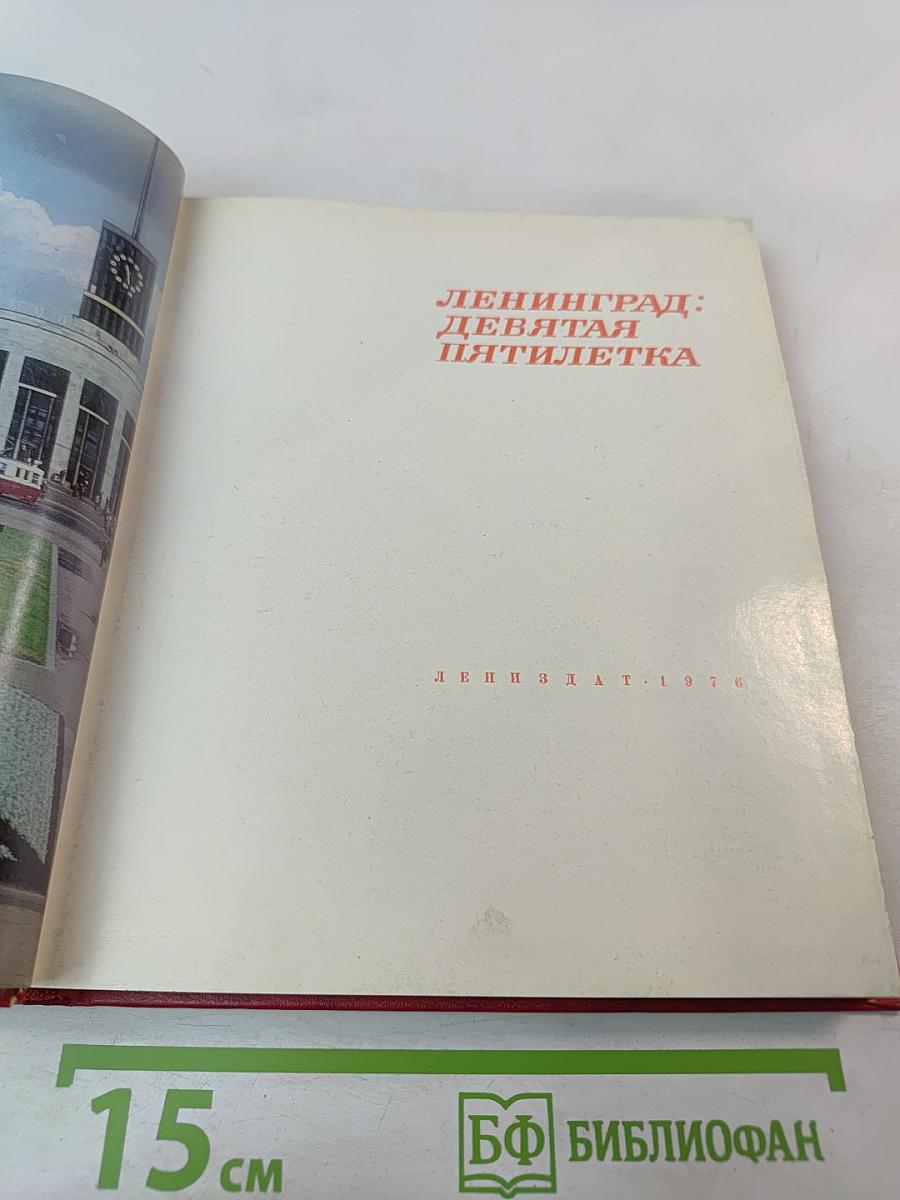 ЛЕНИНГРАД:
ДЕВЯТАЯ
ПЯТИЛЕТКА
ЛЕНИЗДАТ·1976
15 СМ
БФ БИБЛИОФАН